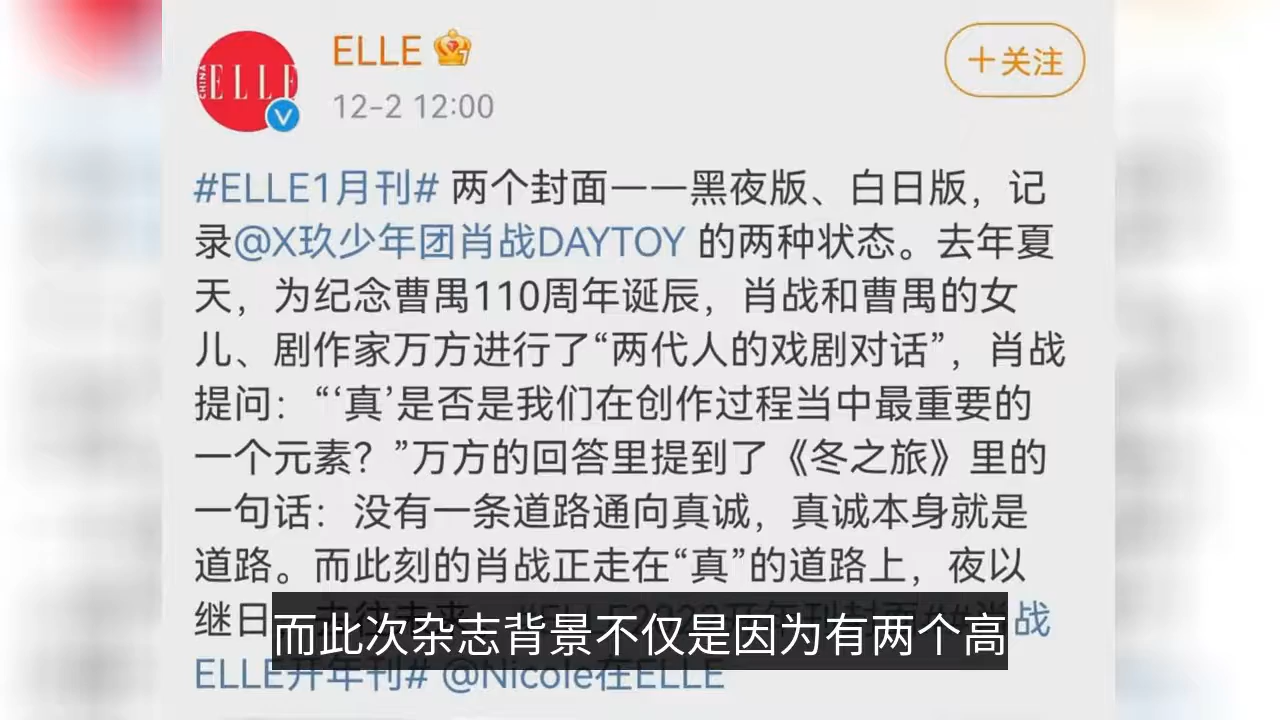 ELLE
CHINA ELLE
12-2 12:00
+关注
#ELLE1月刊# 两个封面——黑夜版、白日版，记
录@X玖少年团肖战DAYTOY 的两种状态。去年夏
天，为纪念曹禺110周年诞辰，肖战和曹禺的女
儿、剧作家万方进行了“两代人的戏剧对话”，肖战
提问：“‘真’是否是我们在创作过程当中最重要的
一个元素？”万方的回答里提到了《冬之旅》里的
一句话：没有一条道路通向真诚，真诚本身就是
道路。而此刻的肖战正走在“真”的道路上，夜以
继日 战
而此次杂志背景不仅是因为有两个高
ELLE开年刊# @Nicole在ELLE